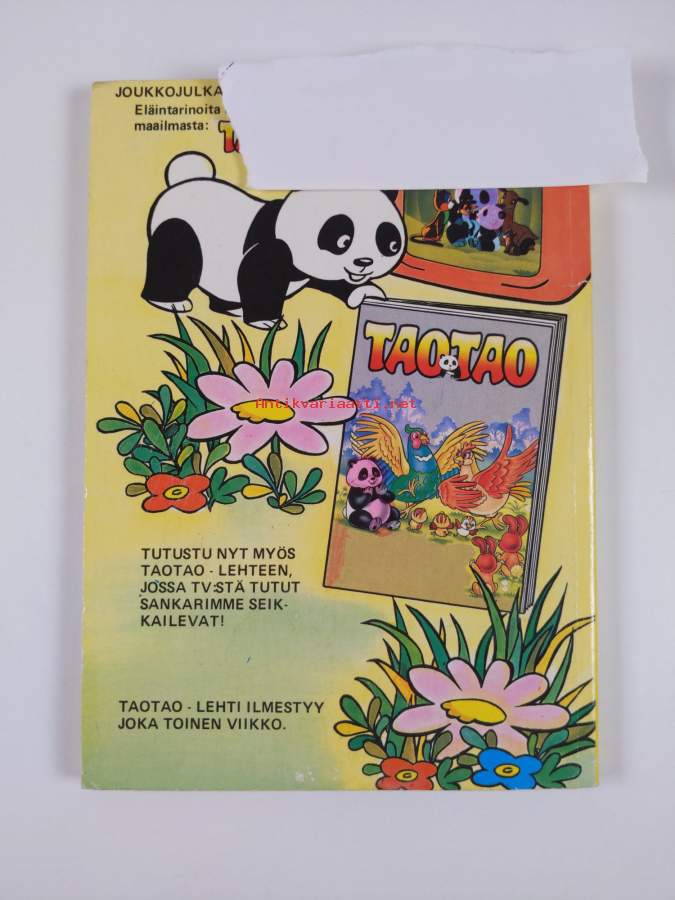 JOUKKOJULKA
Eläintarinoita
maailmasta:
TAOTAO
Antikvariaatti.net
TUTUSTU NYT MYÖS
TAOTAO - LEHTEEN,
JOSSA TV:STÄ TUTUT
SANKARIMME SEIK-
KAILEVAT!
TAOTAO - LEHTI ILMESTYY
JOKA TOINEN VIIKKO.